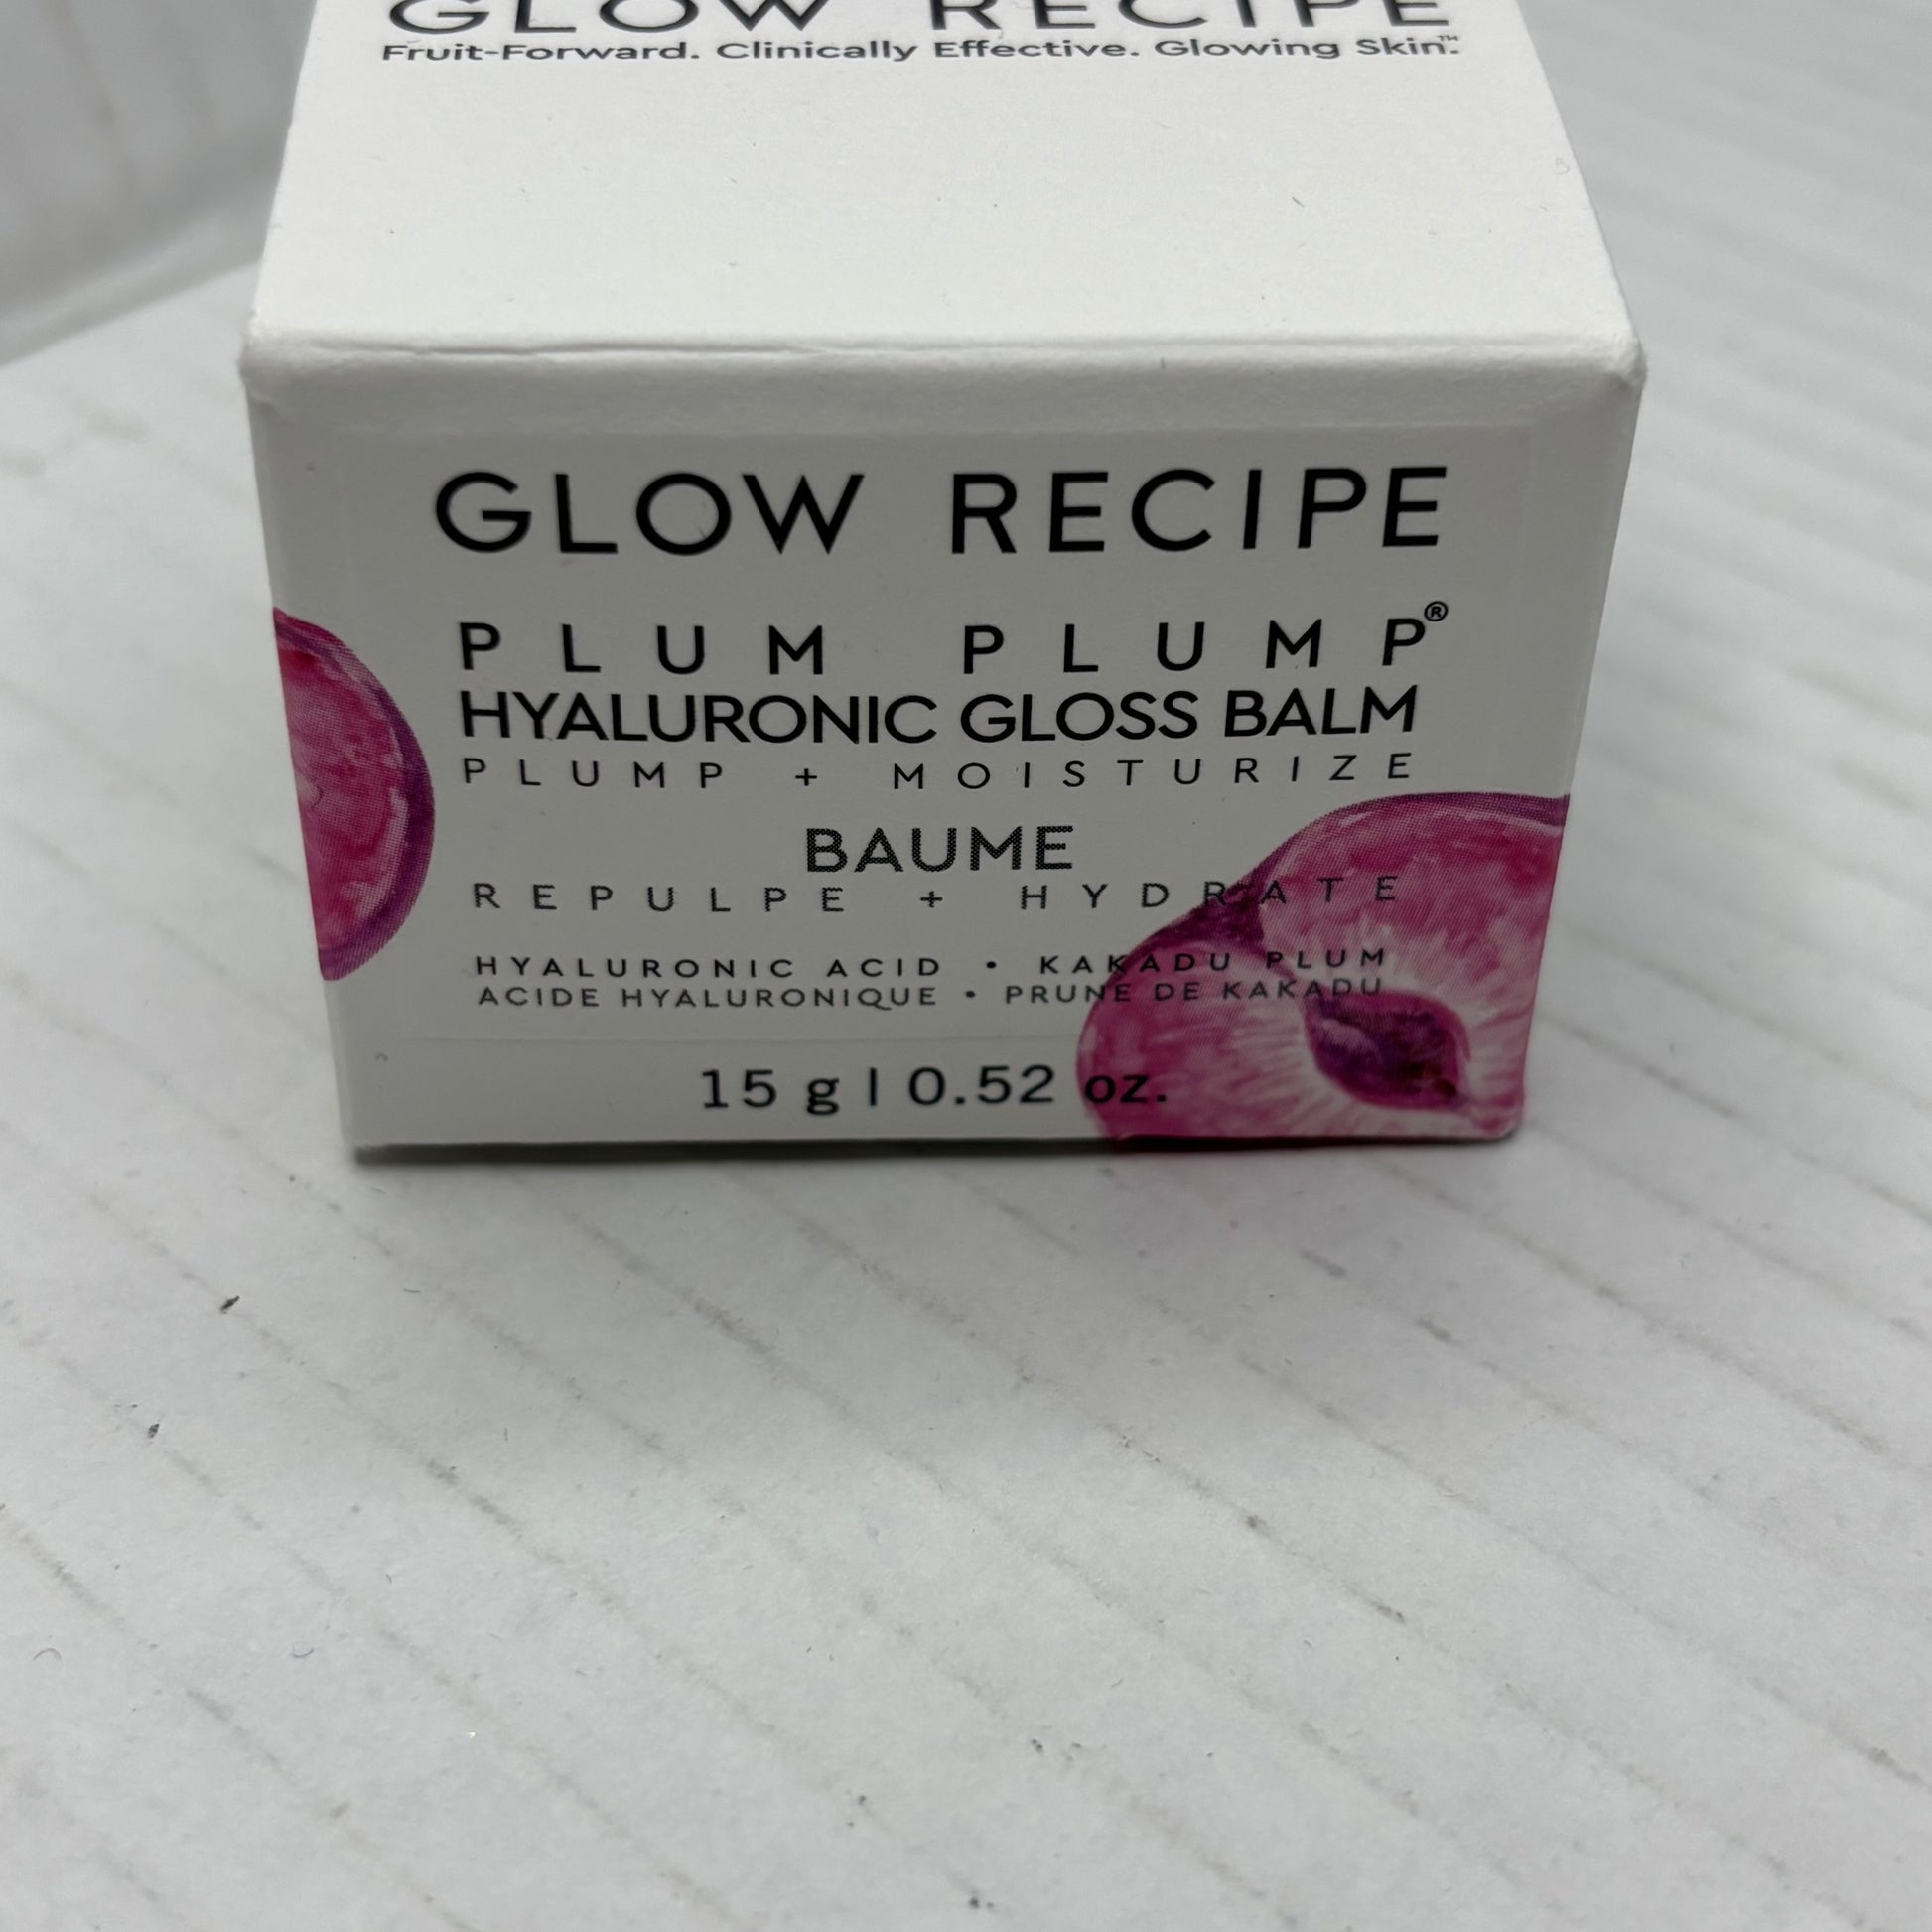 GLOW RECIPE
Fruit-Forward. Clinically Effective. Glowing Skin.™
GLOW RECIPE
PLUM PLUMP®
HYALURONIC GLOSS BALM
PLUMP + MOISTURIZE
BAUME
REPULPE + HYDRATE
HYALURONIC ACID • KAKADU PLUM
ACIDE HYALURONIQUE • PRUNE DE KAKADU
15 g | 0.52 oz.